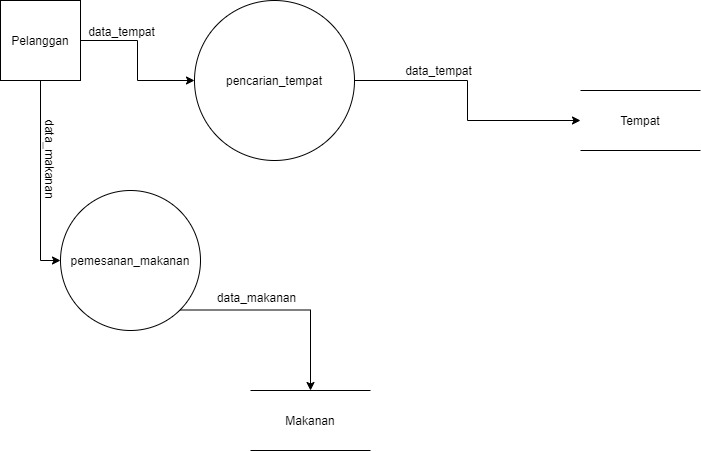 Pelanggan
data_tempat
pencarian_tempat
data_tempat
Tempat
data_makanan
pemesanan_makanan
data_makanan
Makanan